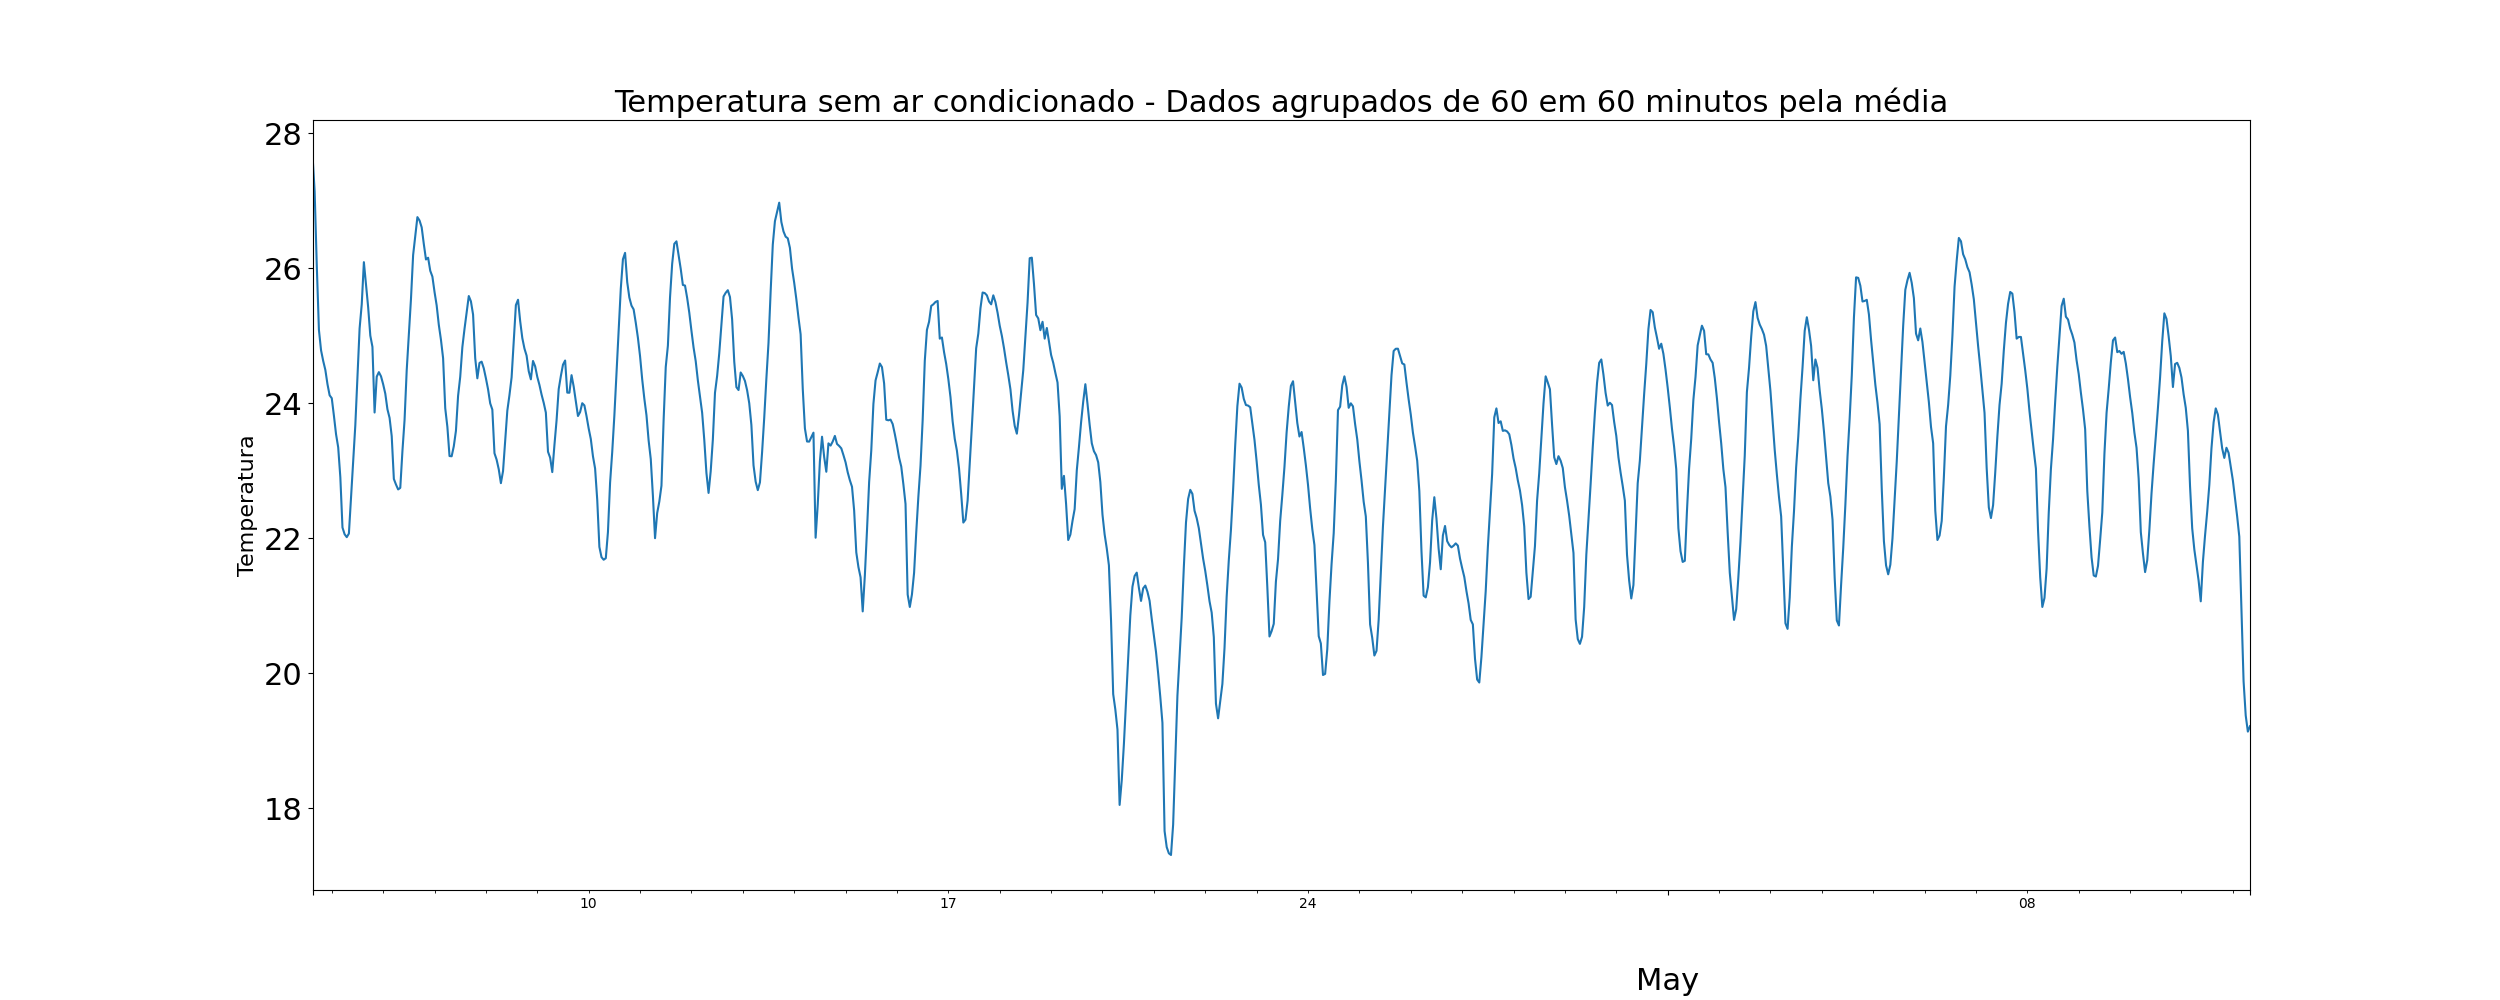 Temperatura sem ar condicionado - Dados agrupados de 60 em 60 minutos pela média
28
26
24
22
20
18
Temperatura
10 17 24 08
May